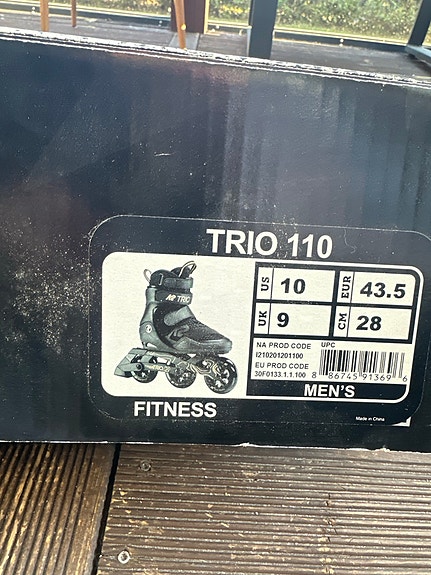 TRIO 110
K2 TRIO
US 10 EUR 43.5
UK 9 CM 28
NA PROD CODE UPC
I210201201100
EU PROD CODE
30F0133.1.1.100 8 86745 91369 6
MEN'S
FITNESS
Made in China